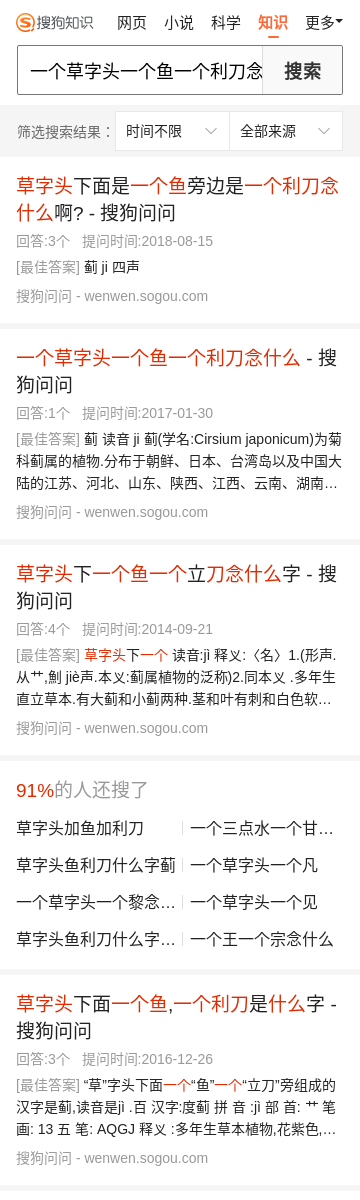 搜狗知识 网页 小说 科学 知识 更多
一个草字头一个鱼一个利刀念 搜索
筛选搜索结果： 时间不限 全部来源
草字头下面是一个鱼旁边是一个利刀念
什么啊? - 搜狗问问
回答:3个 提问时间:2018-08-15
[最佳答案] 蓟 ji 四声
搜狗问问 - wenwen.sogou.com
一个草字头一个鱼一个利刀念什么 - 搜
狗问问
回答:1个 提问时间:2017-01-30
[最佳答案] 蓟 读音 ji 蓟(学名:Cirsium japonicum)为菊
科蓟属的植物.分布于朝鲜、日本、台湾岛以及中国大
陆的江苏、河北、山东、陕西、江西、云南、湖南…
搜狗问问 - wenwen.sogou.com
草字头下一个鱼一个立刀念什么字 - 搜
狗问问
回答:4个 提问时间:2014-09-21
[最佳答案] 草字头下一个 读音:jì 释义:〈名〉1.(形声.
从艹,劁 jiè声.本义:蓟属植物的泛称)2.同本义 .多年生
直立草本.有大蓟和小蓟两种.茎和叶有刺和白色软…
搜狗问问 - wenwen.sogou.com
91%的人还搜了
草字头加鱼加利刀 一个三点水一个甘…
草字头鱼利刀什么字蓟 一个草字头一个凡
一个草字头一个黎念… 一个草字头一个见
草字头鱼利刀什么字… 一个王一个宗念什么
草字头下面一个鱼,一个利刀是什么字 -
搜狗问问
回答:3个 提问时间:2016-12-26
[最佳答案] “草”字头下面一个“鱼”一个“立刀”旁组成的
汉字是蓟,读音是jì .百 汉字:度蓟 拼 音 :jì 部 首: 艹 笔
画: 13 五 笔: AQGJ 释义 :多年生草本植物,花紫色,…
搜狗问问 - wenwen.sogou.com